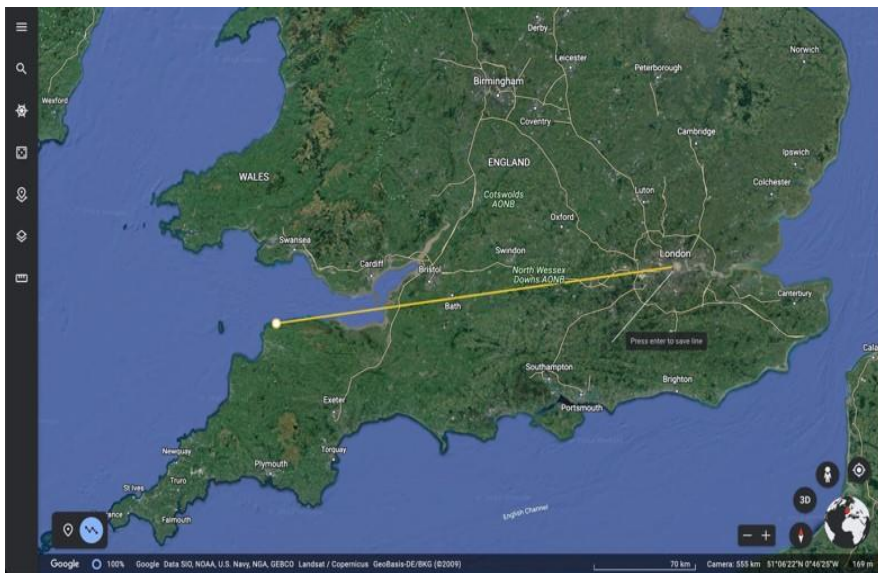 Derby
Leicester
Norwich
Peterborough
Birmingham
Wexford
Coventry
Cambridge
Ipswich
ENGLAND
WALES
Colchester
Luton
Cotswolds
AONB
Oxford
Swansea
Swindon
London
Cardiff
Bristol
North Wessex
Downs AONB
Canterbury
Bath
Press enter to save line
Cala
Southampton
Brighton
Portsmouth
Exeter
Newquay
Torquay
Plymouth
Truro
St Ives
ance
Falmouth
English Channel
3D
Google
100%
Google
Data SIO, NOAA, U.S. Navy, NGA, GEBCO
Landsat / Copernicus
GeoBasis-DE/BKG (©2009)
70 km
Camera: 555 km
51°06'22"N 0°46'25"W
169 m